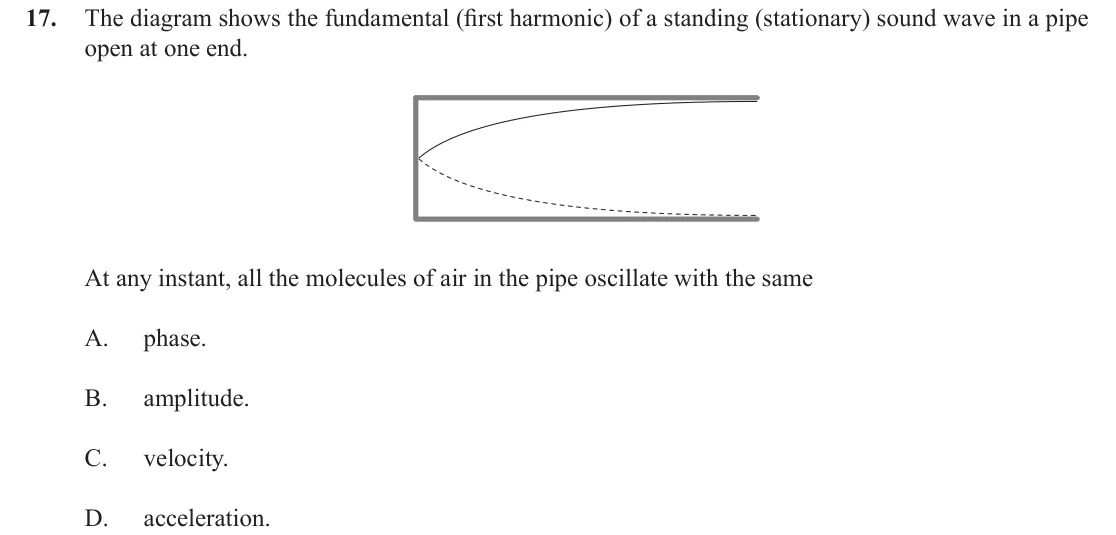 17. The diagram shows the fundamental (first harmonic) of a standing (stationary) sound wave in a pipe
open at one end.
At any instant, all the molecules of air in the pipe oscillate with the same
A. phase.
B. amplitude.
C. velocity.
D. acceleration.